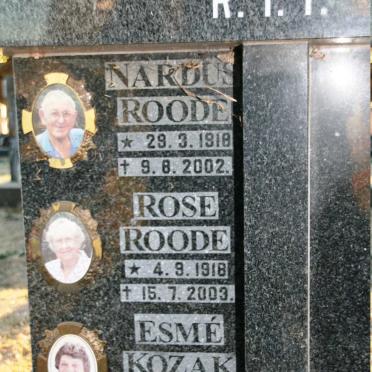 R.I.P.
NARDUS
ROODE
* 29.3.1918
† 9.8.2002.
ROSE
ROODE
* 4.9.1918
† 15.7.2003.
ESMÉ
KOZAK